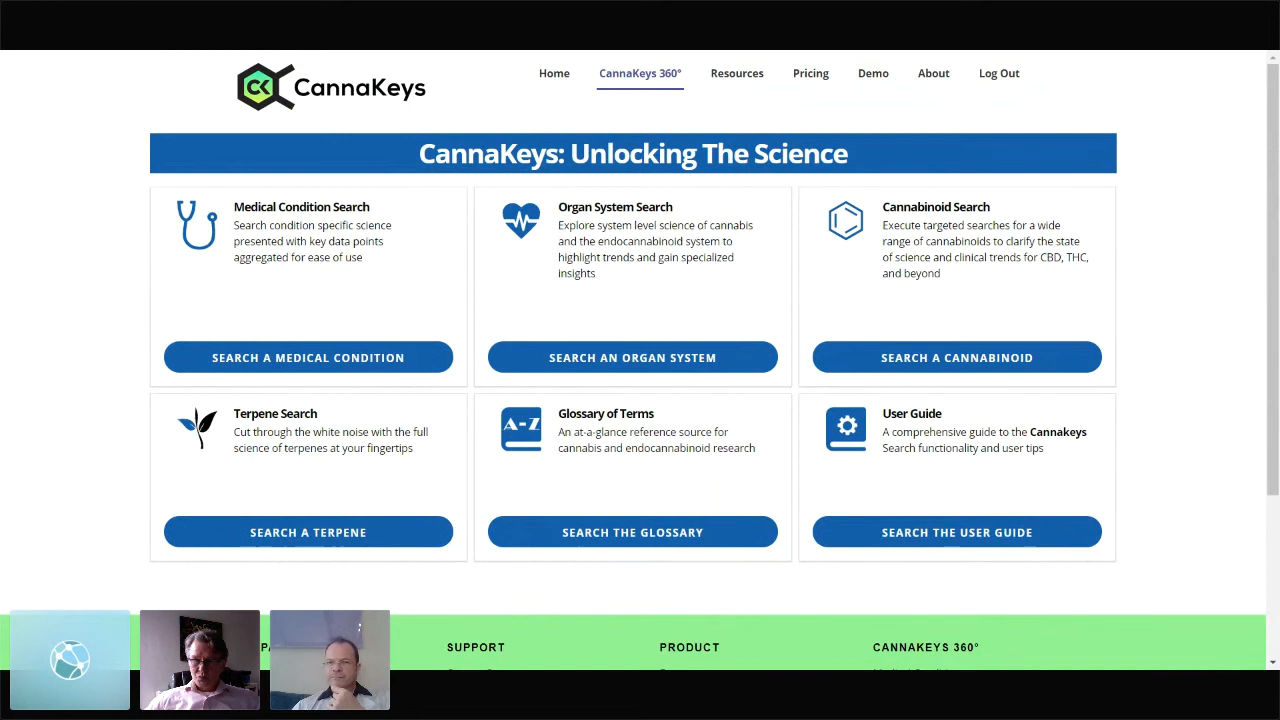 CK CannaKeys
Home CannaKeys 360° Resources Pricing Demo About Log Out
CannaKeys: Unlocking The Science
Medical Condition Search
Search condition specific science
presented with key data points
aggregated for ease of use
SEARCH A MEDICAL CONDITION
Organ System Search
Explore system level science of cannabis
and the endocannabinoid system to
highlight trends and gain specialized
insights
SEARCH AN ORGAN SYSTEM
Cannabinoid Search
Execute targeted searches for a wide
range of cannabinoids to clarify the state
of science and clinical trends for CBD, THC,
and beyond
SEARCH A CANNABINOID
Terpene Search
Cut through the white noise with the full
science of terpenes at your fingertips
SEARCH A TERPENE
A-Z
Glossary of Terms
An at-a-glance reference source for
cannabis and endocannabinoid research
SEARCH THE GLOSSARY
User Guide
A comprehensive guide to the Cannakeys
Search functionality and user tips
SEARCH THE USER GUIDE
SUPPORT
PRODUCT
CANNAKEYS 360°